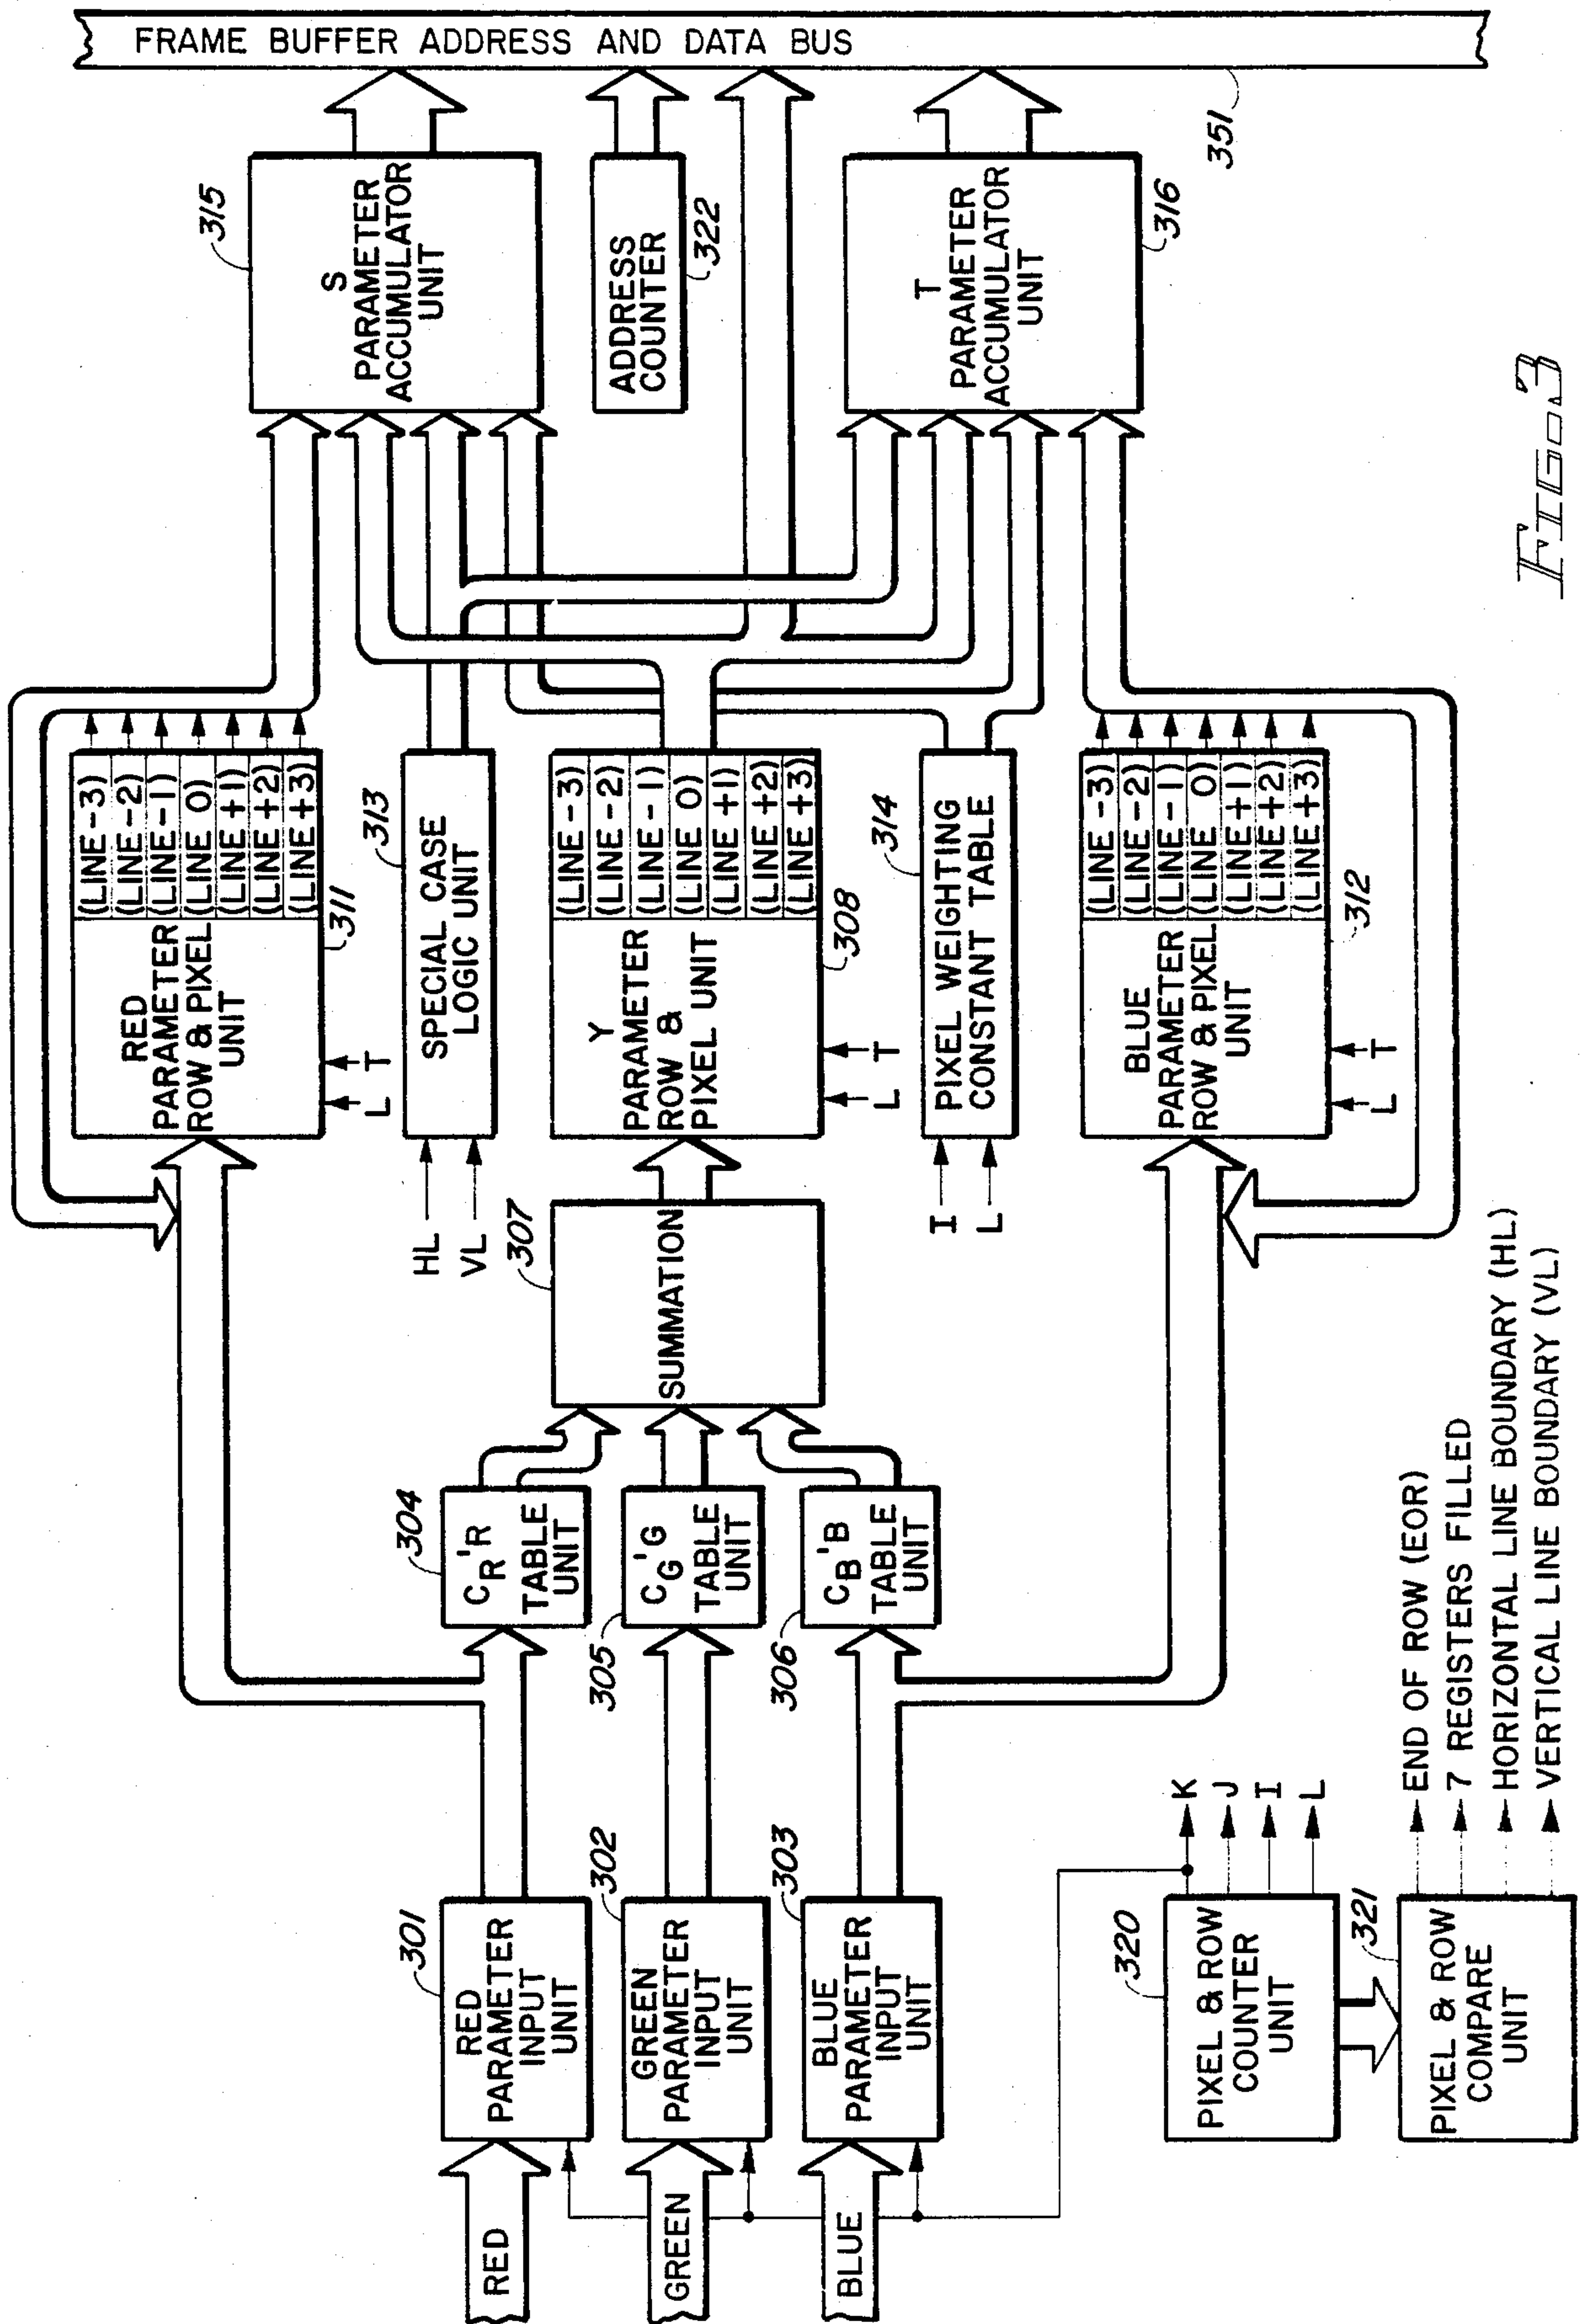 RED
GREEN
BLUE
301
RED
PARAMETER
INPUT
UNIT
302
GREEN
PARAMETER
INPUT
UNIT
303
BLUE
PARAMETER
INPUT
UNIT
304
CR'R
TABLE
UNIT
305
CG'G
TABLE
UNIT
306
CB'B
TABLE
UNIT
307
SUMMATION
RED
PARAMETER
ROW & PIXEL
UNIT
(LINE-3)
(LINE-2)
(LINE-1)
(LINE 0)
(LINE+1)
(LINE+2)
(LINE+3)
311
L
T
HL
VL
313
SPECIAL CASE
LOGIC UNIT
Y
PARAMETER
ROW &
PIXEL UNIT
(LINE-3)
(LINE-2)
(LINE-1)
(LINE 0)
(LINE+1)
(LINE+2)
(LINE+3)
308
L
T
I
L
314
PIXEL WEIGHTING
CONSTANT TABLE
BLUE
PARAMETER
ROW & PIXEL
UNIT
(LINE-3)
(LINE-2)
(LINE-1)
(LINE 0)
(LINE+1)
(LINE+2)
(LINE+3)
312
L
T
315
S
PARAMETER
ACCUMULATOR
UNIT
ADDRESS
COUNTER
322
T
PARAMETER
ACCUMULATOR
UNIT
316
FRAME BUFFER ADDRESS AND DATA BUS
351
320
PIXEL & ROW
COUNTER
UNIT
K
J
I
L
321
PIXEL & ROW
COMPARE
UNIT
END OF ROW (EOR)
7 REGISTERS FILLED
HORIZONTAL LINE BOUNDARY (HL)
VERTICAL LINE BOUNDARY (VL)
FIG. 3